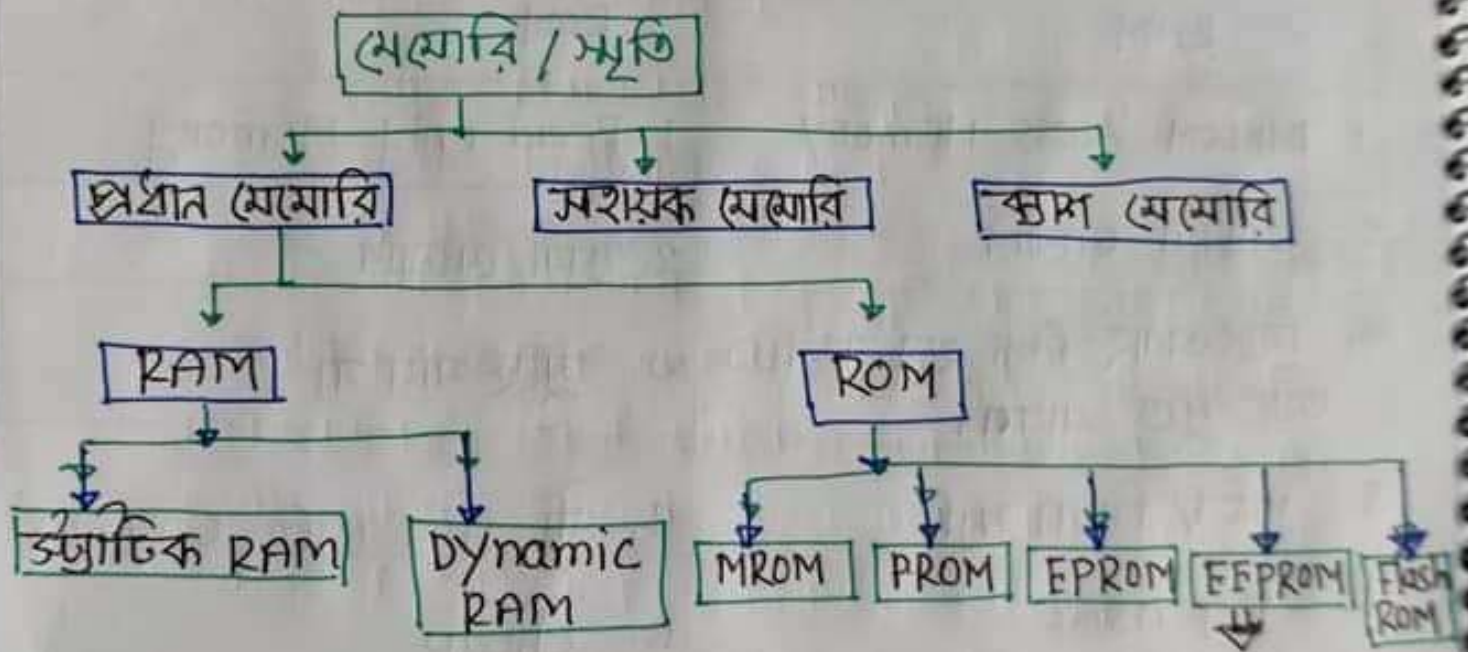 মেমোরি / স্মৃতি
প্রধান মেমোরি
সহায়ক মেমোরি
ক্যাশ মেমোরি
RAM
ROM
স্ট্যাটিক RAM
DYnamic
RAM
MROM
PROM
EPROM
EEPROM
Flash
ROM